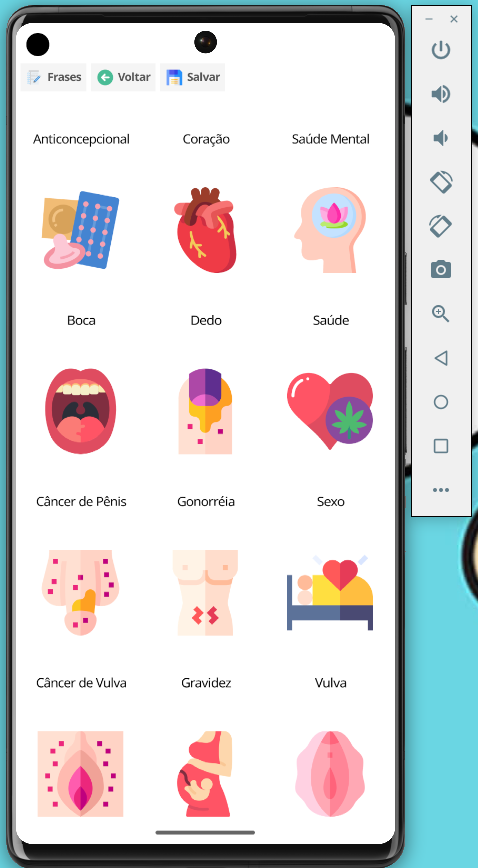 Frases Voltar Salvar
Anticoncepcional Coração Saúde Mental
Boca Dedo Saúde
Câncer de Pênis Gonorréia Sexo
Câncer de Vulva Gravidez Vulva